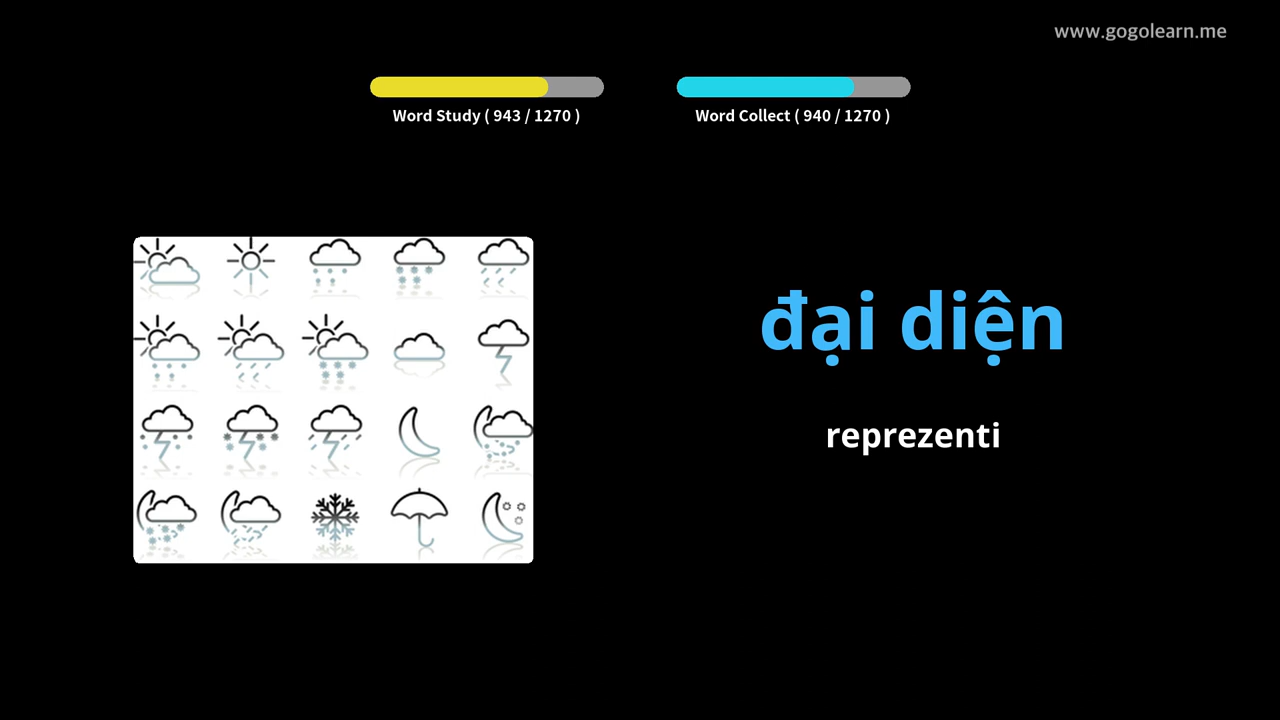 www.gogolearn.me
Word Study ( 943 / 1270 )
Word Collect ( 940 / 1270 )
đại diện
reprezenti